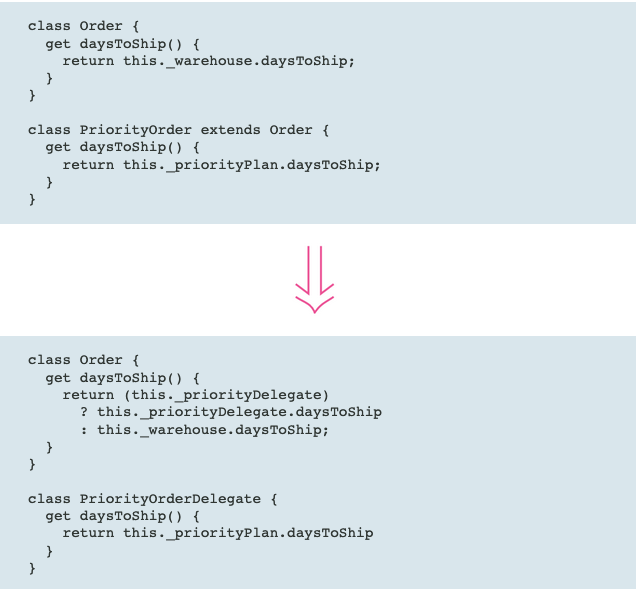 class Order {
  get daysToShip() {
    return this._warehouse.daysToShip;
  }
}

class PriorityOrder extends Order {
  get daysToShip() {
    return this._priorityPlan.daysToShip;
  }
}

class Order {
  get daysToShip() {
    return (this._priorityDelegate)
      ? this._priorityDelegate.daysToShip
      : this._warehouse.daysToShip;
  }
}

class PriorityOrderDelegate {
  get daysToShip() {
    return this._priorityPlan.daysToShip
  }
}